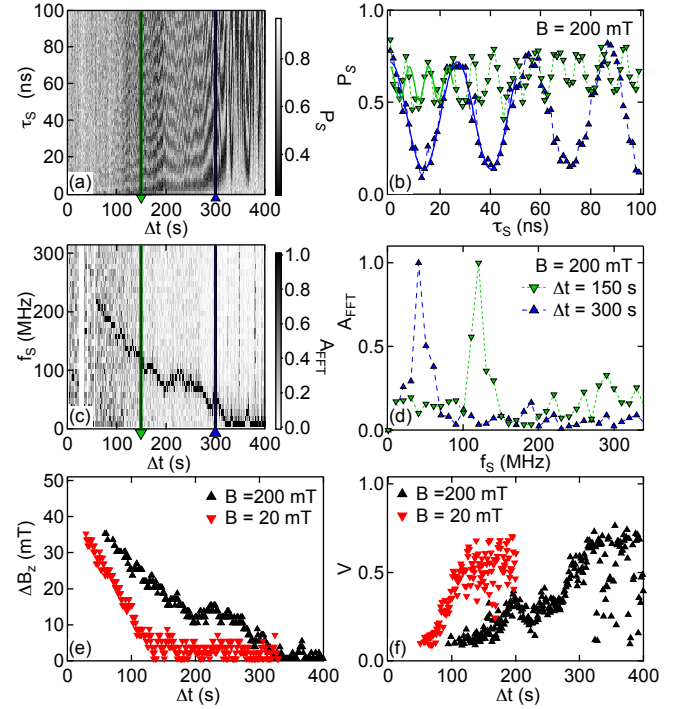 100
80
60
40
20
0
τS (ns)
(a)
0 100 200 300 400
Δt (s)
0.8
0.6
0.4
PS
1.0
0.5
0.0
PS
B = 200 mT
(b)
0 20 40 60 80 100
τS (ns)
300
200
100
0
fS (MHz)
(c)
0 100 200 300 400
Δt (s)
1.0
0.8
0.6
0.4
0.2
0.0
AFFT
1.0
0.5
0.0
AFFT
B = 200 mT
Δt = 150 s
Δt = 300 s
(d)
0 100 200 300
fS (MHz)
50
40
30
20
10
0
ΔBz (mT)
B =200 mT
B = 20 mT
(e)
0 100 200 300 400
Δt (s)
1.0
0.5
0.0
V
B =200 mT
B = 20 mT
(f)
0 100 200 300 400
Δt (s)